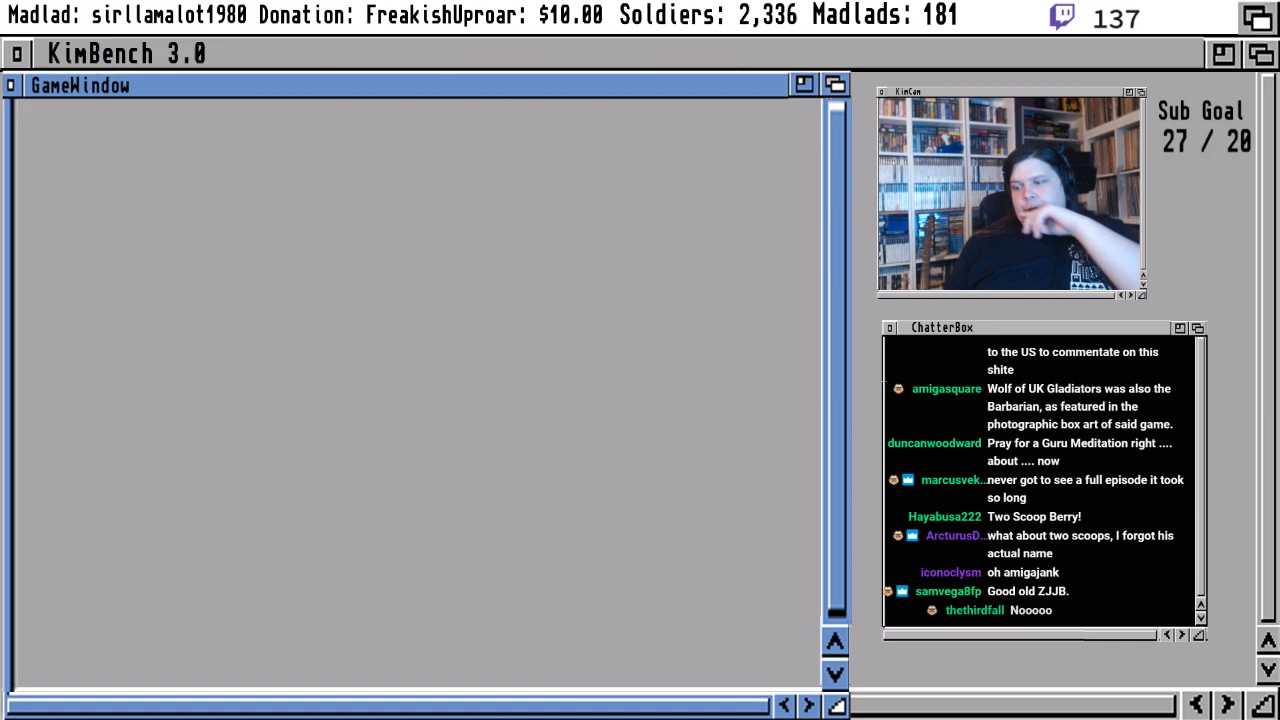 Madlad: sirllamalot1980 Donation: FreakishUproar: $10.00 Soldiers: 2,336 Madlads: 181
137
KimBench 3.0
GameWindow
KimCam
Sub Goal
27 / 20
ChatterBox
to the US to commentate on this
shite
amigasquare Wolf of UK Gladiators was also the
Barbarian, as featured in the
photographic box art of said game.
duncanwoodward Pray for a Guru Meditation right ....
about .... now
marcusvek... never got to see a full episode it took
so long
Hayabusa222 Two Scoop Berry!
ArcturusD... what about two scoops, I forgot his
actual name
iconoclysm oh amigajank
samvega8fp Good old ZJJB.
thethirdfall Nooooo